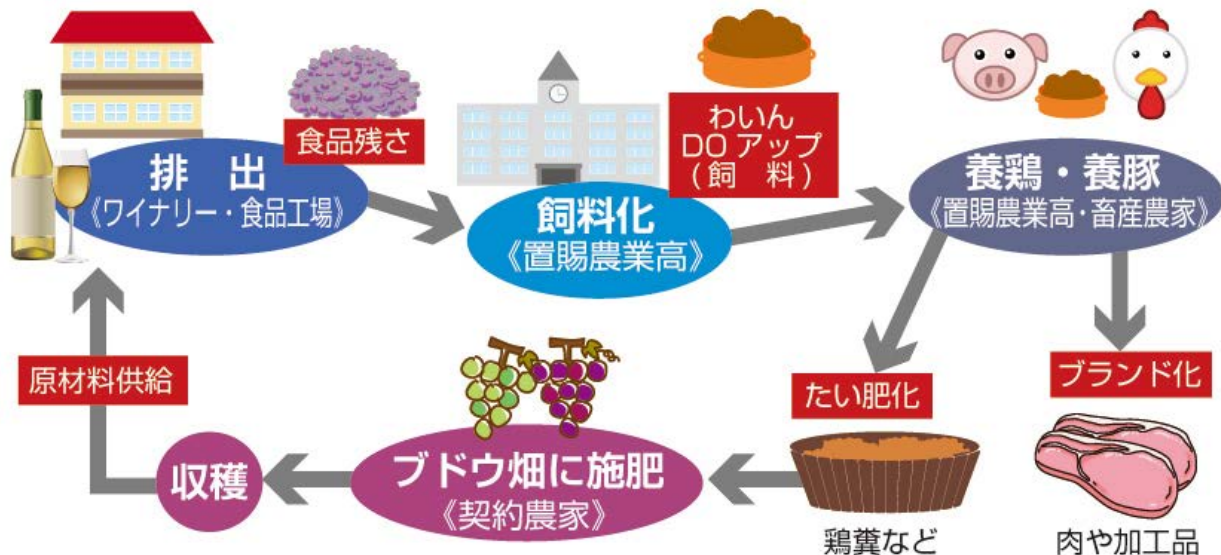 排 出
《ワイナリー・食品工場》
食品残さ
飼料化
《置賜農業高》
わいん
DOアップ
(飼 料)
養鶏・養豚
《置賜農業高・畜産農家》
たい肥化
鶏糞など
ブランド化
肉や加工品
ブドウ畑に施肥
《契約農家》
収穫
原材料供給